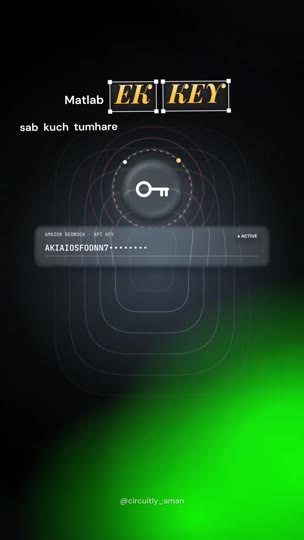 Matlab EK KEY
sab kuch tumhare
AMAZON BEDROCK · API KEY
ACTIVE
AKIAIOSFODNN7••••••••
@circuitly_aman